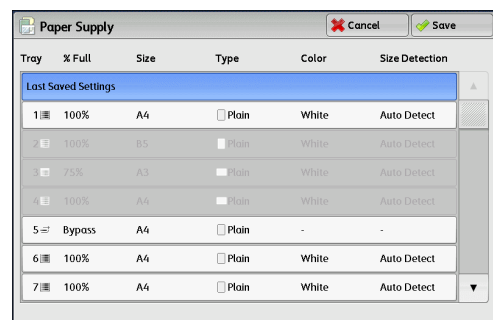 Paper Supply Cancel Save
Tray % Full Size Type Color Size Detection
Last Saved Settings
1 100% A4 Plain White Auto Detect
2 100% B5 Plain White Auto Detect
3 75% A3 Plain White Auto Detect
4 100% A4 Plain White Auto Detect
5 Bypass A4 Plain - -
6 100% A4 Plain White Auto Detect
7 100% A4 Plain White Auto Detect